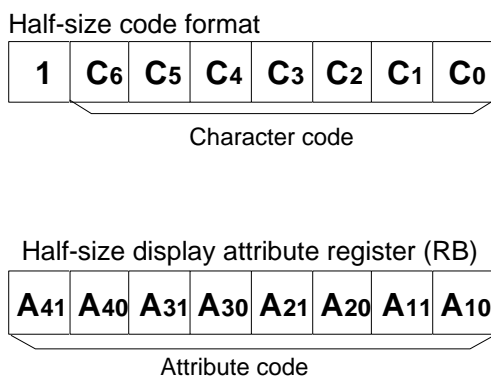 Half-size code format
1 C6 C5 C4 C3 C2 C1 C0
Character code
Half-size display attribute register (RB)
A41 A40 A31 A30 A21 A20 A11 A10
Attribute code